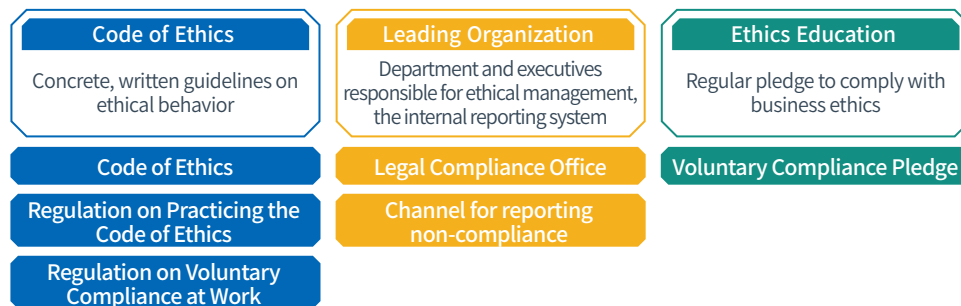 Code of Ethics
Concrete, written guidelines on
ethical behavior
Code of Ethics
Regulation on Practicing the
Code of Ethics
Regulation on Voluntary
Compliance at Work
Leading Organization
Department and executives
responsible for ethical management,
the internal reporting system
Legal Compliance Office
Channel for reporting
non-compliance
Ethics Education
Regular pledge to comply with
business ethics
Voluntary Compliance Pledge